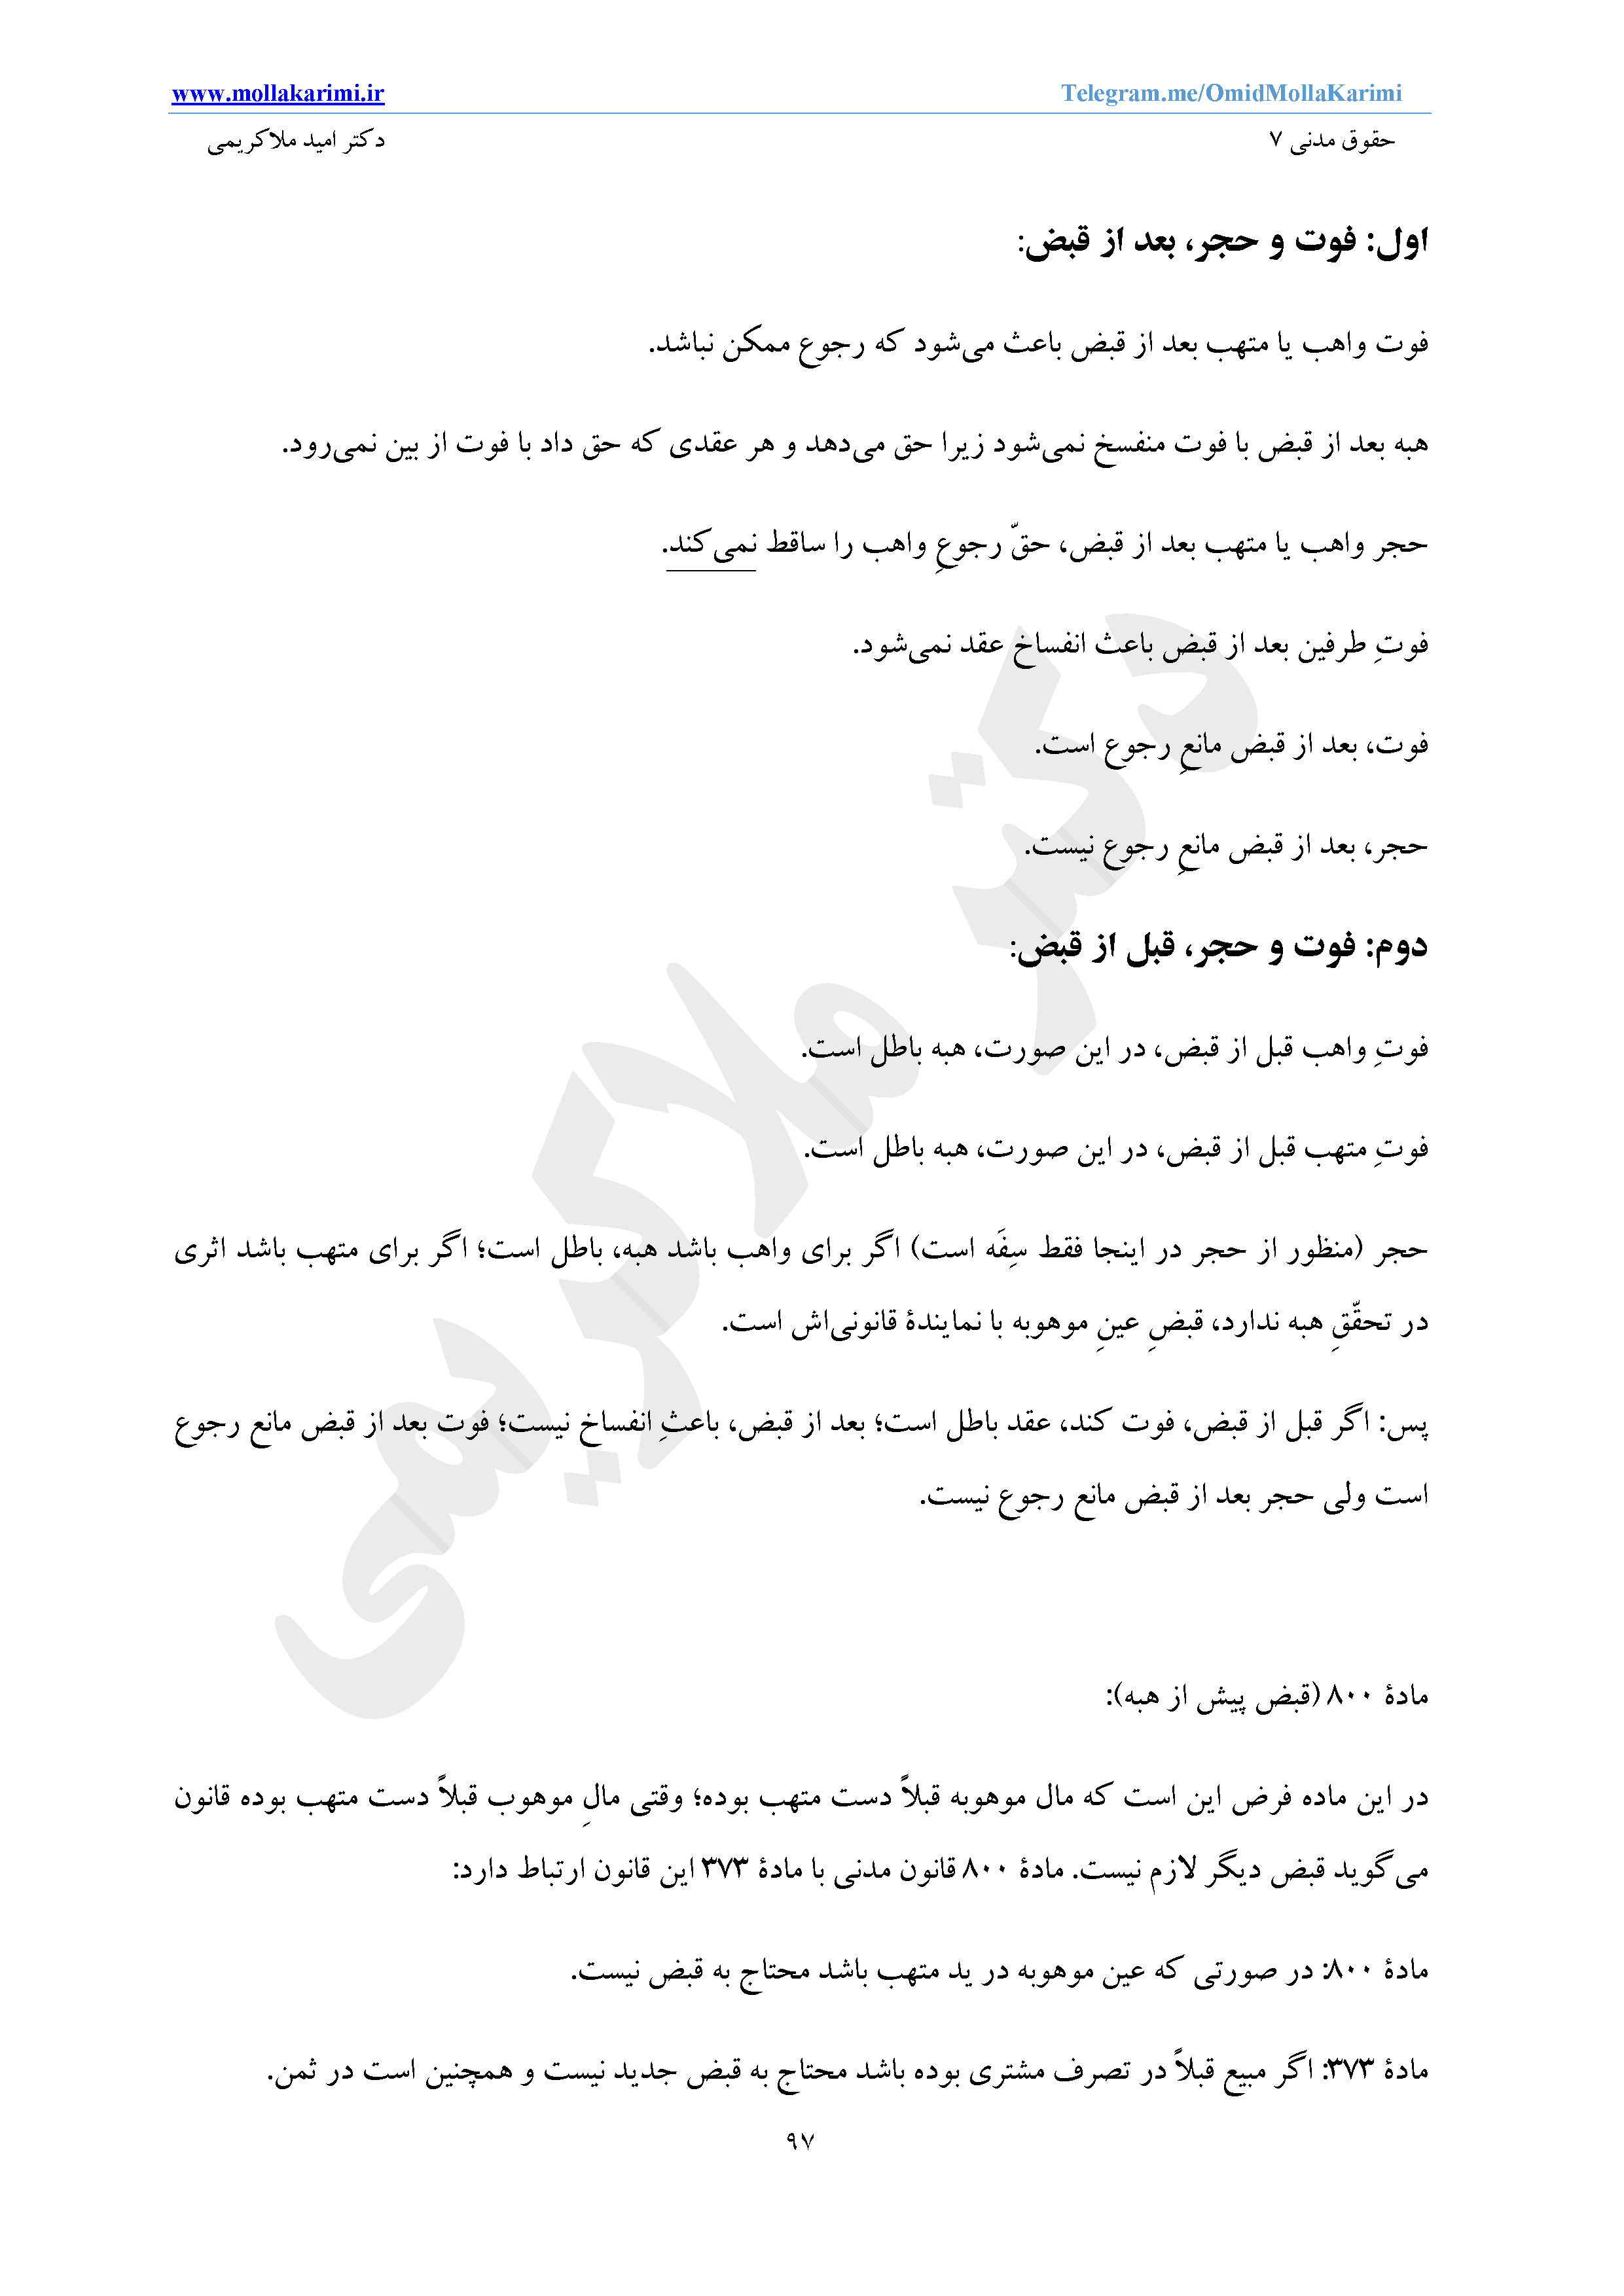 Telegram.me/OmidMollaKarimi www.mollakarimi.ir
حقوق مدنی ۷ دکتر امید ملاکریمی
اول: فوت و حجر، بعد از قبض:
فوت واهب یا متهب بعد از قبض باعث می‌شود که رجوع ممکن نباشد.
هبه بعد از قبض با فوت منفسخ نمی‌شود زیرا حق می‌دهد و هر عقدی که حق داد با فوت از بین نمی‌رود.
حجر واهب یا متهب بعد از قبض، حقّ رجوعِ واهب را ساقط نمی‌کند.
فوتِ طرفین بعد از قبض باعث انفساخ عقد نمی‌شود.
فوت، بعد از قبض مانعِ رجوع است.
حجر، بعد از قبض مانعِ رجوع نیست.
دوم: فوت و حجر، قبل از قبض:
فوتِ واهب قبل از قبض، در این صورت، هبه باطل است.
فوتِ متهب قبل از قبض، در این صورت، هبه باطل است.
حجر (منظور از حجر در اینجا فقط سِفَه است) اگر برای واهب باشد هبه، باطل است؛ اگر برای متهب باشد اثری
در تحقّقِ هبه ندارد، قبضِ عینِ موهوبه با نمایندۀ قانونی‌اش است.
پس: اگر قبل از قبض، فوت کند، عقد باطل است؛ بعد از قبض، باعثِ انفساخ نیست؛ فوت بعد از قبض مانع رجوع
است ولی حجر بعد از قبض مانع رجوع نیست.
مادۀ ۸۰۰ (قبض پیش از هبه):
در این ماده فرض این است که مال موهوبه قبلاً دست متهب بوده؛ وقتی مالِ موهوب قبلاً دست متهب بوده قانون
می‌گوید قبض دیگر لازم نیست. مادۀ ۸۰۰ قانون مدنی با مادۀ ۳۷۳ این قانون ارتباط دارد:
مادۀ ۸۰۰: در صورتی که عین موهوبه در ید متهب باشد محتاج به قبض نیست.
مادۀ ۳۷۳: اگر مبیع قبلاً در تصرف مشتری بوده باشد محتاج به قبض جدید نیست و همچنین است در ثمن.
۹۷
دکتر ملاکریمی